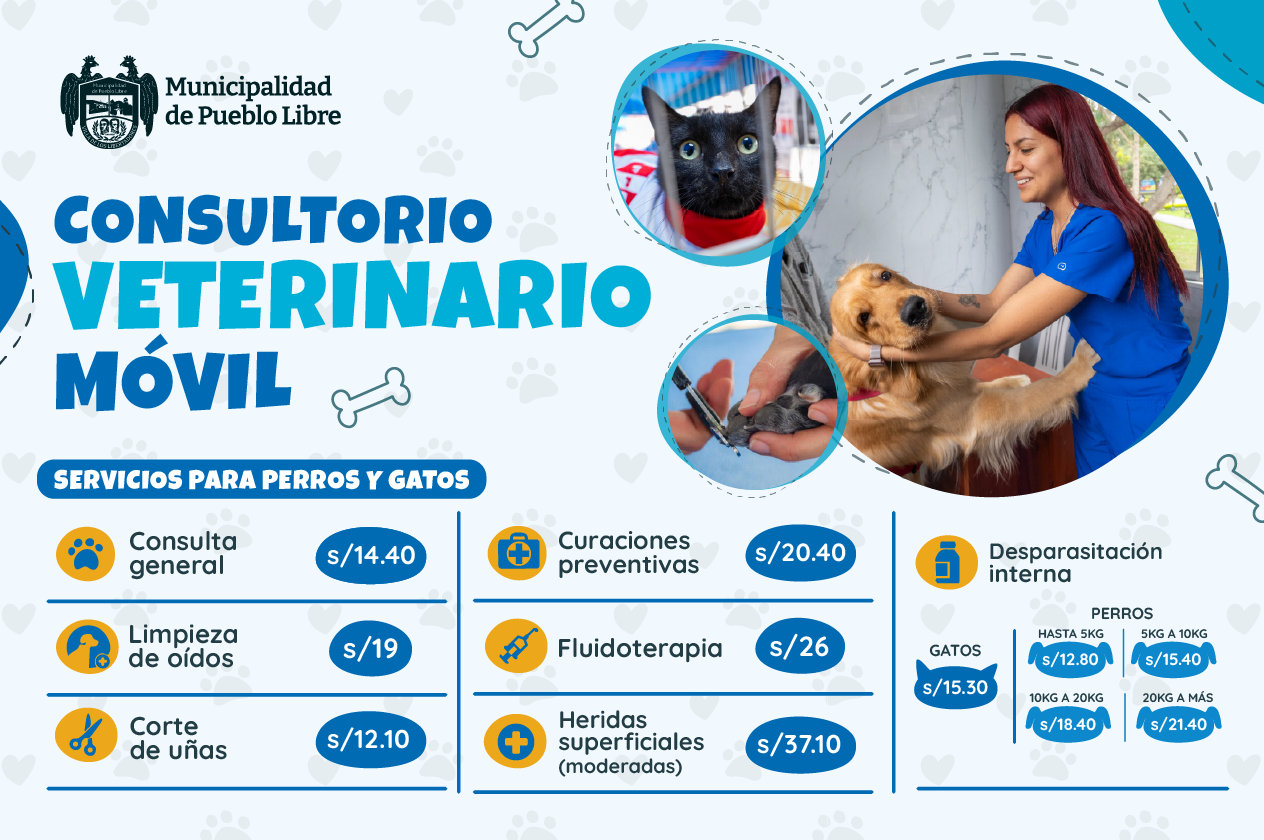 Municipalidad
de Pueblo Libre
CONSULTORIO
VETERINARIO
MÓVIL
SERVICIOS PARA PERROS Y GATOS
Consulta
general
s/14.40
Limpieza
de oídos
s/19
Corte
de uñas
s/12.10
Curaciones
preventivas
s/20.40
Fluidoterapia
s/26
Heridas
superficiales
(moderadas)
s/37.10
Desparasitación
interna
GATOS
s/15.30
PERROS
HASTA 5KG
s/12.80
5KG A 10KG
s/15.40
10KG A 20KG
s/18.40
20KG A MÁS
s/21.40